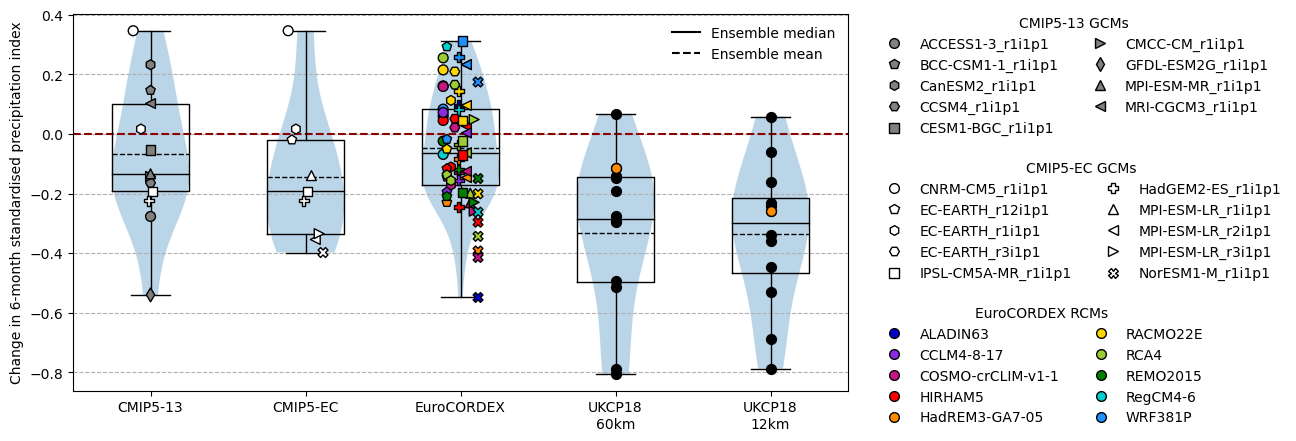 Change in 6-month standardised precipitation index
0.4
0.2
0.0
−0.2
−0.4
−0.6
−0.8
CMIP5-13
CMIP5-EC
EuroCORDEX
UKCP18
60km
UKCP18
12km
Ensemble median
Ensemble mean
CMIP5-13 GCMs
ACCESS1-3_r1i1p1
BCC-CSM1-1_r1i1p1
CanESM2_r1i1p1
CCSM4_r1i1p1
CESM1-BGC_r1i1p1
CMCC-CM_r1i1p1
GFDL-ESM2G_r1i1p1
MPI-ESM-MR_r1i1p1
MRI-CGCM3_r1i1p1
CMIP5-EC GCMs
CNRM-CM5_r1i1p1
EC-EARTH_r12i1p1
EC-EARTH_r1i1p1
EC-EARTH_r3i1p1
IPSL-CM5A-MR_r1i1p1
HadGEM2-ES_r1i1p1
MPI-ESM-LR_r1i1p1
MPI-ESM-LR_r2i1p1
MPI-ESM-LR_r3i1p1
NorESM1-M_r1i1p1
EuroCORDEX RCMs
ALADIN63
CCLM4-8-17
COSMO-crCLIM-v1-1
HIRHAM5
HadREM3-GA7-05
RACMO22E
RCA4
REMO2015
RegCM4-6
WRF381P